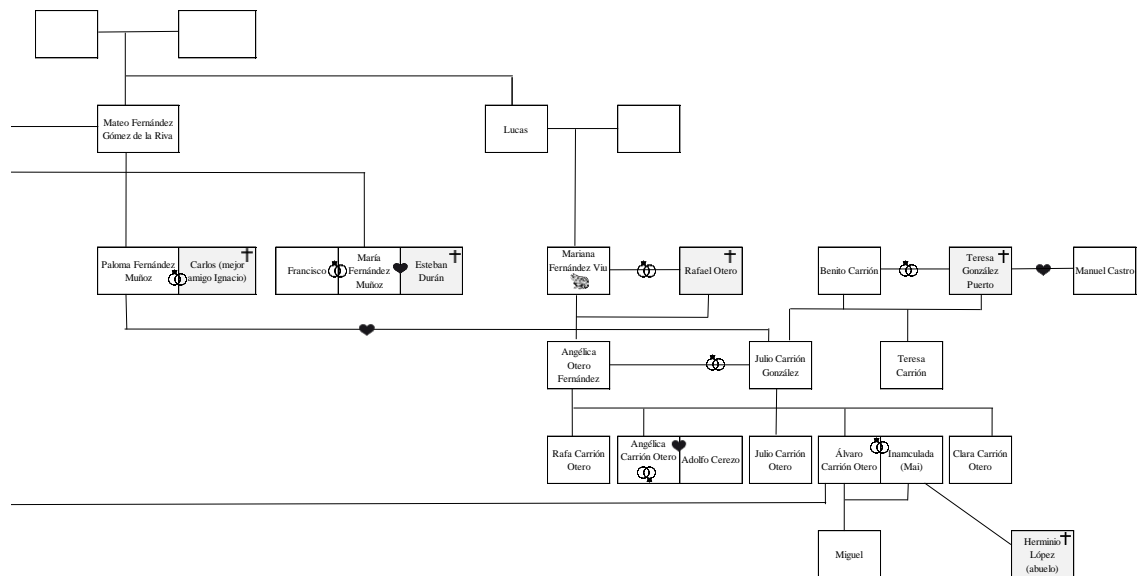 Mateo Fernández
Gómez de la Riva
Lucas
Paloma Fernández
Muñoz
Carlos (mejor
amigo Ignacio)
Francisco
María
Fernández
Muñoz
Esteban
Durán
Mariana
Fernández Viu
Rafael Otero
Benito Carrión
Teresa
González
Puerto
Manuel Castro
Angélica
Otero
Fernández
Julio Carrión
González
Teresa
Carrión
Rafa Carrión
Otero
Angélica
Carrión Otero
Adolfo Cerezo
Julio Carrión
Otero
Álvaro
Carrión Otero
Inamculada
(Mai)
Clara Carrión
Otero
Miguel
Herminio
López
(abuelo)